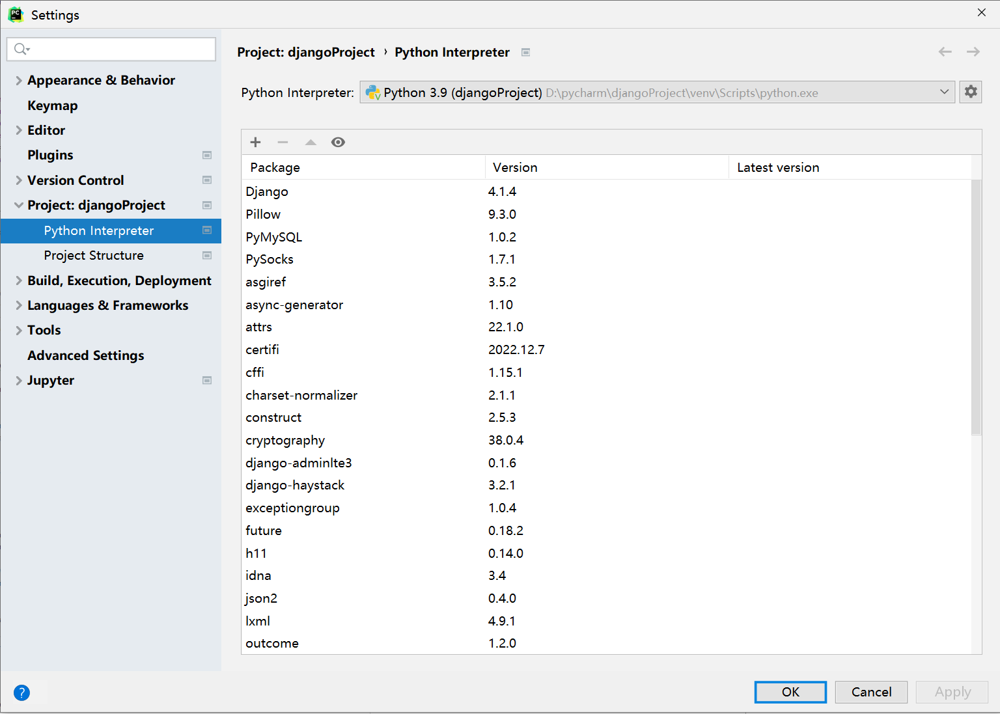 Settings
Appearance & Behavior
Keymap
Editor
Plugins
Version Control
Project: djangoProject
Python Interpreter
Project Structure
Build, Execution, Deployment
Languages & Frameworks
Tools
Advanced Settings
Jupyter
Project: djangoProject › Python Interpreter
Python Interpreter: Python 3.9 (djangoProject) D:\pycharm\djangoProject\venv\Scripts\python.exe
Package Version Latest version
Django 4.1.4
Pillow 9.3.0
PyMySQL 1.0.2
PySocks 1.7.1
asgiref 3.5.2
async-generator 1.10
attrs 22.1.0
certifi 2022.12.7
cffi 1.15.1
charset-normalizer 2.1.1
construct 2.5.3
cryptography 38.0.4
django-adminlte3 0.1.6
django-haystack 3.2.1
exceptiongroup 1.0.4
future 0.18.2
h11 0.14.0
idna 3.4
json2 0.4.0
lxml 4.9.1
outcome 1.2.0
? OK Cancel Apply